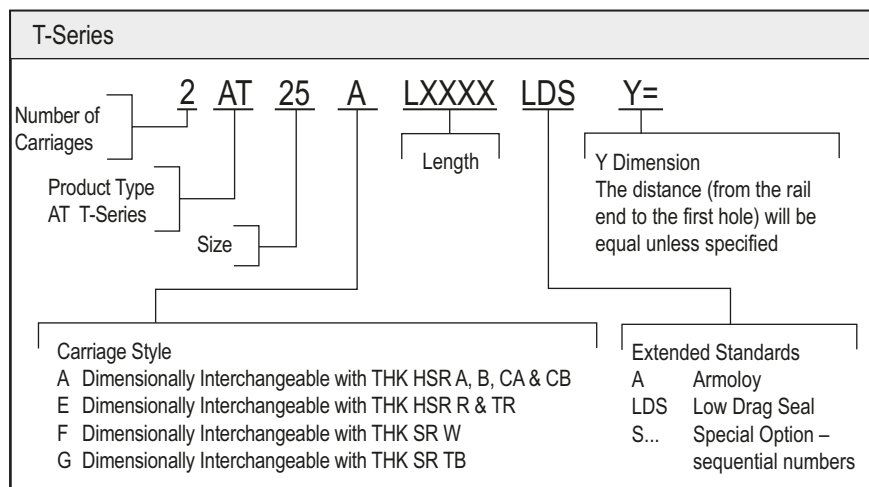 T-Series
2 AT 25 A LXXXX LDS Y=
Number of
Carriages
Product Type
AT T-Series
Size
Length
Y Dimension
The distance (from the rail
end to the first hole) will be
equal unless specified
Carriage Style
A Dimensionally Interchangeable with THK HSR A, B, CA & CB
E Dimensionally Interchangeable with THK HSR R & TR
F Dimensionally Interchangeable with THK SR W
G Dimensionally Interchangeable with THK SR TB
Extended Standards
A Armoloy
LDS Low Drag Seal
S... Special Option –
sequential numbers